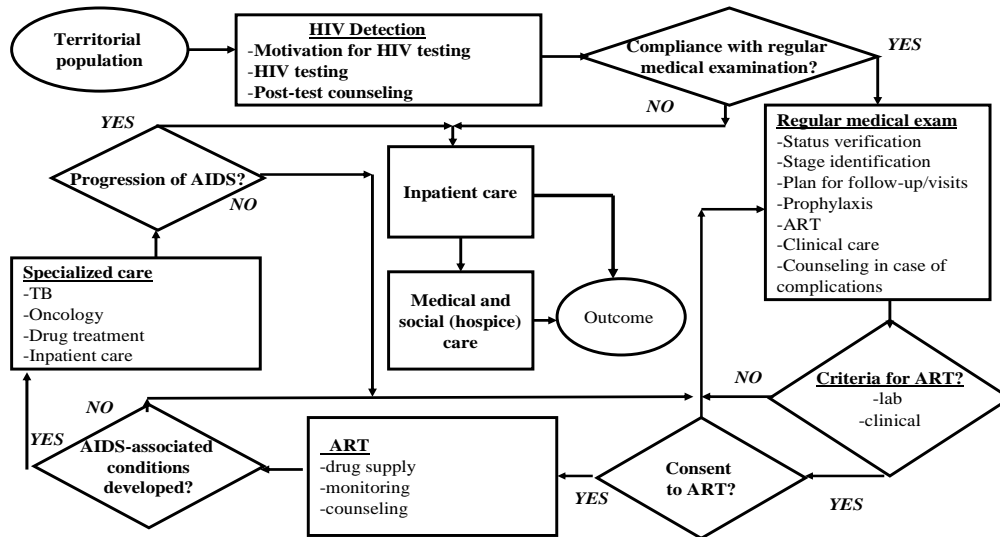 Territorial
population
HIV Detection
-Motivation for HIV testing
-HIV testing
-Post-test counseling
Compliance with regular
medical examination?
YES
NO
Regular medical exam
-Status verification
-Stage identification
-Plan for follow-up/visits
-Prophylaxis
-ART
-Clinical care
-Counseling in case of
complications
YES
Progression of AIDS?
NO
Inpatient care
Specialized care
-TB
-Oncology
-Drug treatment
-Inpatient care
Medical and
social (hospice)
care
Outcome
NO
Criteria for ART?
-lab
-clinical
YES
NO
YES
AIDS-associated
conditions
developed?
ART
-drug supply
-monitoring
-counseling
YES
Consent
to ART?